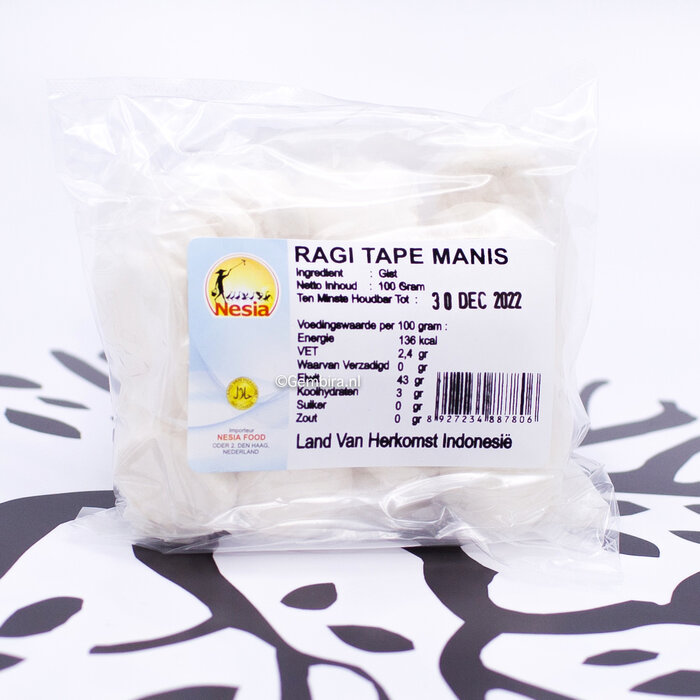 RAGI TAPE MANIS
Ingredient : Gist
Netto Inhoud : 100 Gram
Ten Minste Houdbar Tot : 30 DEC 2022
Voedingswaarde per 100 gram :
Energie 136 kcal
VET 2,4 gr
Waarvan Verzadigd 0 gr
43 gr
Koolhydraten 3 gr
Suiker 0 gr
Zout 0 gr
8 927234 887806
Land Van Herkomst Indonesië
Nesia
©Gembira.nl
Importeur
NESIA FOOD
ODER 2, DEN HAAG,
NEDERLAND